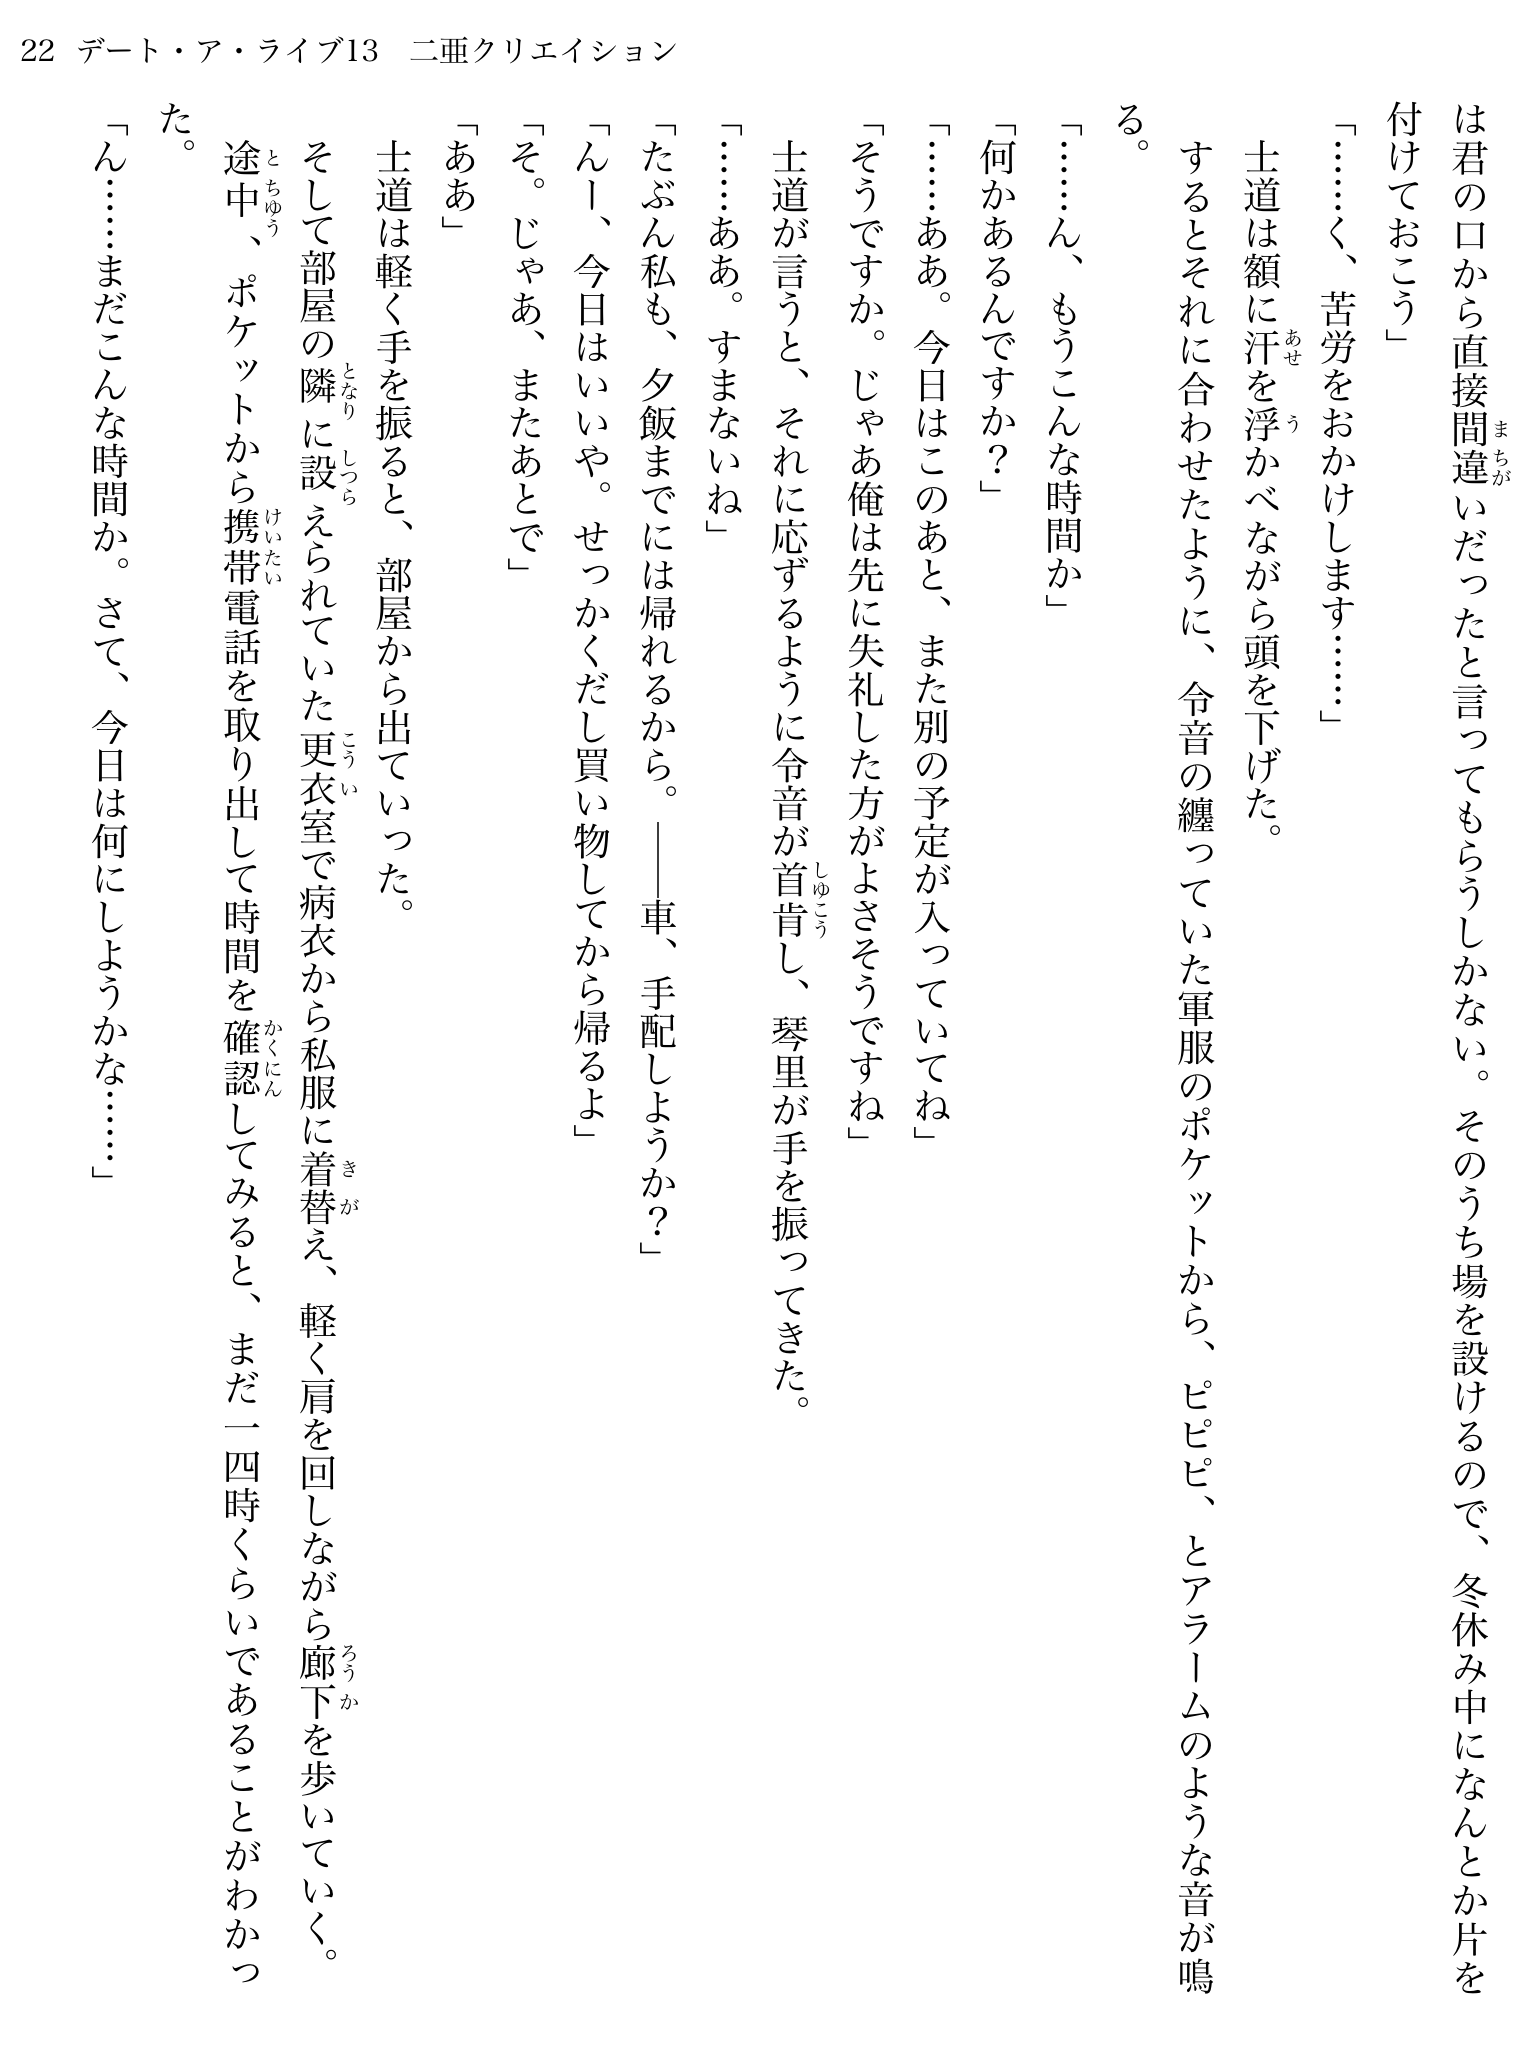 22 デート・ア・ライブ13　二亜クリエイション
は君の口から直接間違いだったと言ってもらうしかない。そのうち場を設けるので、冬休み中になんとか片を
付けておこう」
「……く、苦労をおかけします……」
　士道は額に汗を浮かべながら頭を下げた。
　するとそれに合わせたように、令音の纏っていた軍服のポケットから、ピピピ、とアラームのような音が鳴
る。
「……ん、もうこんな時間か」
「何かあるんですか？」
「……ああ。今日はこのあと、また別の予定が入っていてね」
「そうですか。じゃあ俺は先に失礼した方がよさそうですね」
　士道が言うと、それに応ずるように令音が首肯し、琴里が手を振ってきた。
「……ああ。すまないね」
「たぶん私も、夕飯までには帰れるから。――車、手配しようか？」
「んー、今日はいいや。せっかくだし買い物してから帰るよ」
「そ。じゃあ、またあとで」
「ああ」
　士道は軽く手を振ると、部屋から出ていった。
　そして部屋の隣に設えられていた更衣室で病衣から私服に着替え、軽く肩を回しながら廊下を歩いていく。
　途中、ポケットから携帯電話を取り出して時間を確認してみると、まだ一四時くらいであることがわかっ
た。
「ん……まだこんな時間か。さて、今日は何にしようかな……」